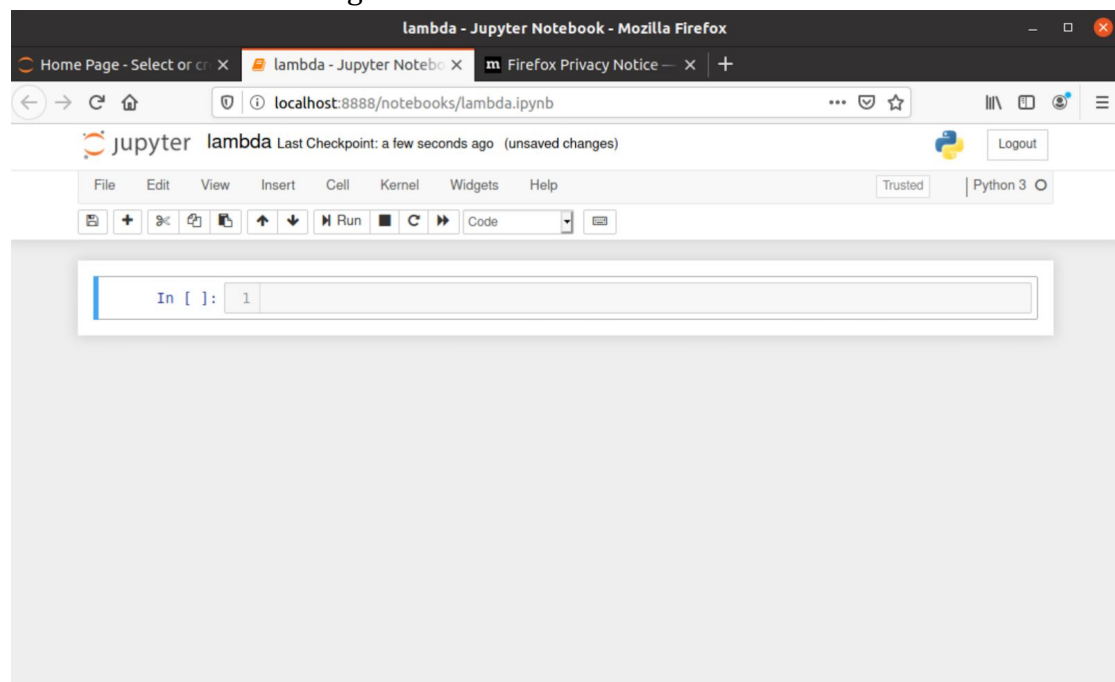 lambda - Jupyter Notebook - Mozilla Firefox
Home Page - Select or cr
lambda - Jupyter Notebo
m Firefox Privacy Notice —
localhost:8888/notebooks/lambda.ipynb
jupyter lambda Last Checkpoint: a few seconds ago (unsaved changes)
Logout
File Edit View Insert Cell Kernel Widgets Help
Trusted Python 3
Run Code
In [ ]: 1